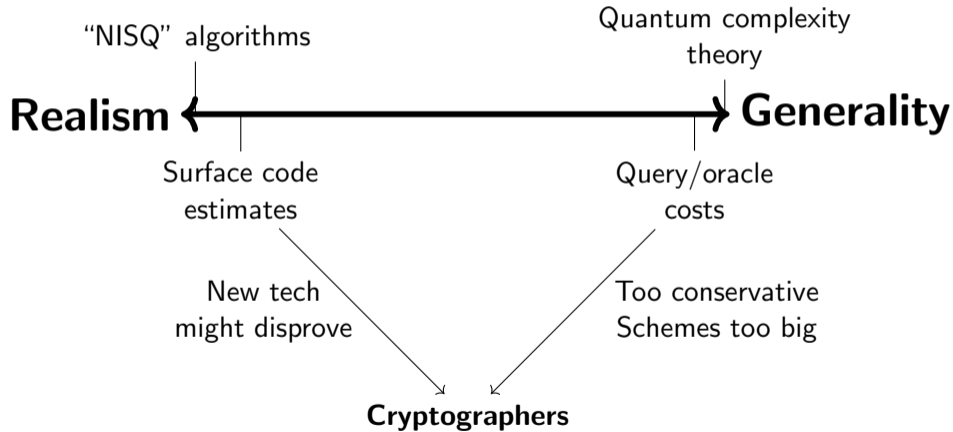 “NISQ” algorithms
Quantum complexity
theory
Realism
Generality
Surface code
estimates
Query/oracle
costs
New tech
might disprove
Too conservative
Schemes too big
Cryptographers